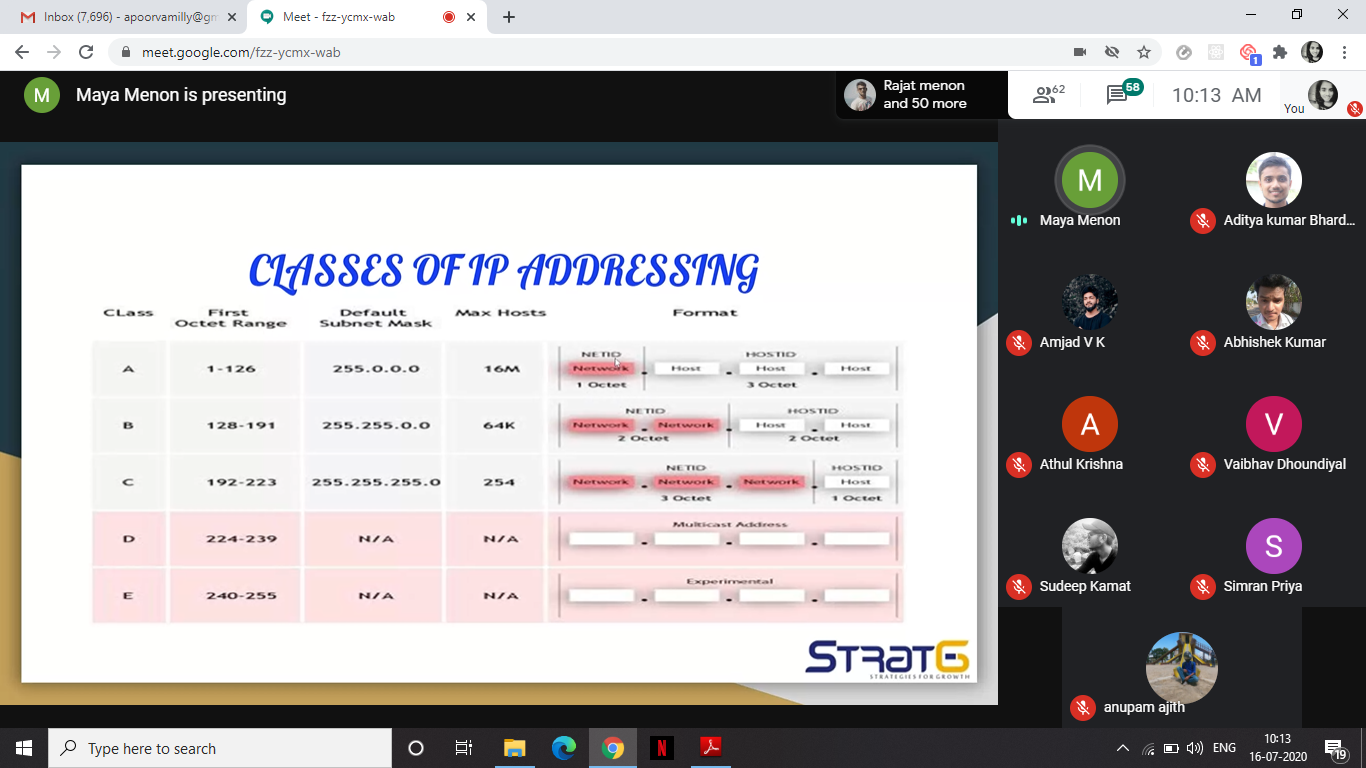 Inbox (7,696) - apoorvamilly@gm
Meet - fzz-ycmx-wab
meet.google.com/fzz-ycmx-wab
1
M
Maya Menon is presenting
Rajat menon
and 50 more
62
58
10:13 AM
You
CLASSES OF IP ADDRESSING
CLass First Octet Range Default Subnet Mask Max Hosts Format
NETID HOSTID
A 1-126 255.0.0.0 16M Network . Host . Host . Host
1 Octet 3 Octet
NETID HOSTID
B 128-191 255.255.0.0 64K Network . Network . Host . Host
2 Octet 2 Octet
NETID HOSTID
C 192-223 255.255.255.0 254 Network . Network . Network . Host
3 Octet 1 Octet
Multicast Address
D 224-239 N/A N/A . . .
Experimental
E 240-255 N/A N/A . . .
STRATG
STRATEGIES FOR GROWTH
M
Maya Menon
Aditya kumar Bhard...
Amjad V K
Abhishek Kumar
A
Athul Krishna
V
Vaibhav Dhoundiyal
Sudeep Kamat
S
Simran Priya
anupam ajith
Type here to search
N
ENG
10:13
16-07-2020
19